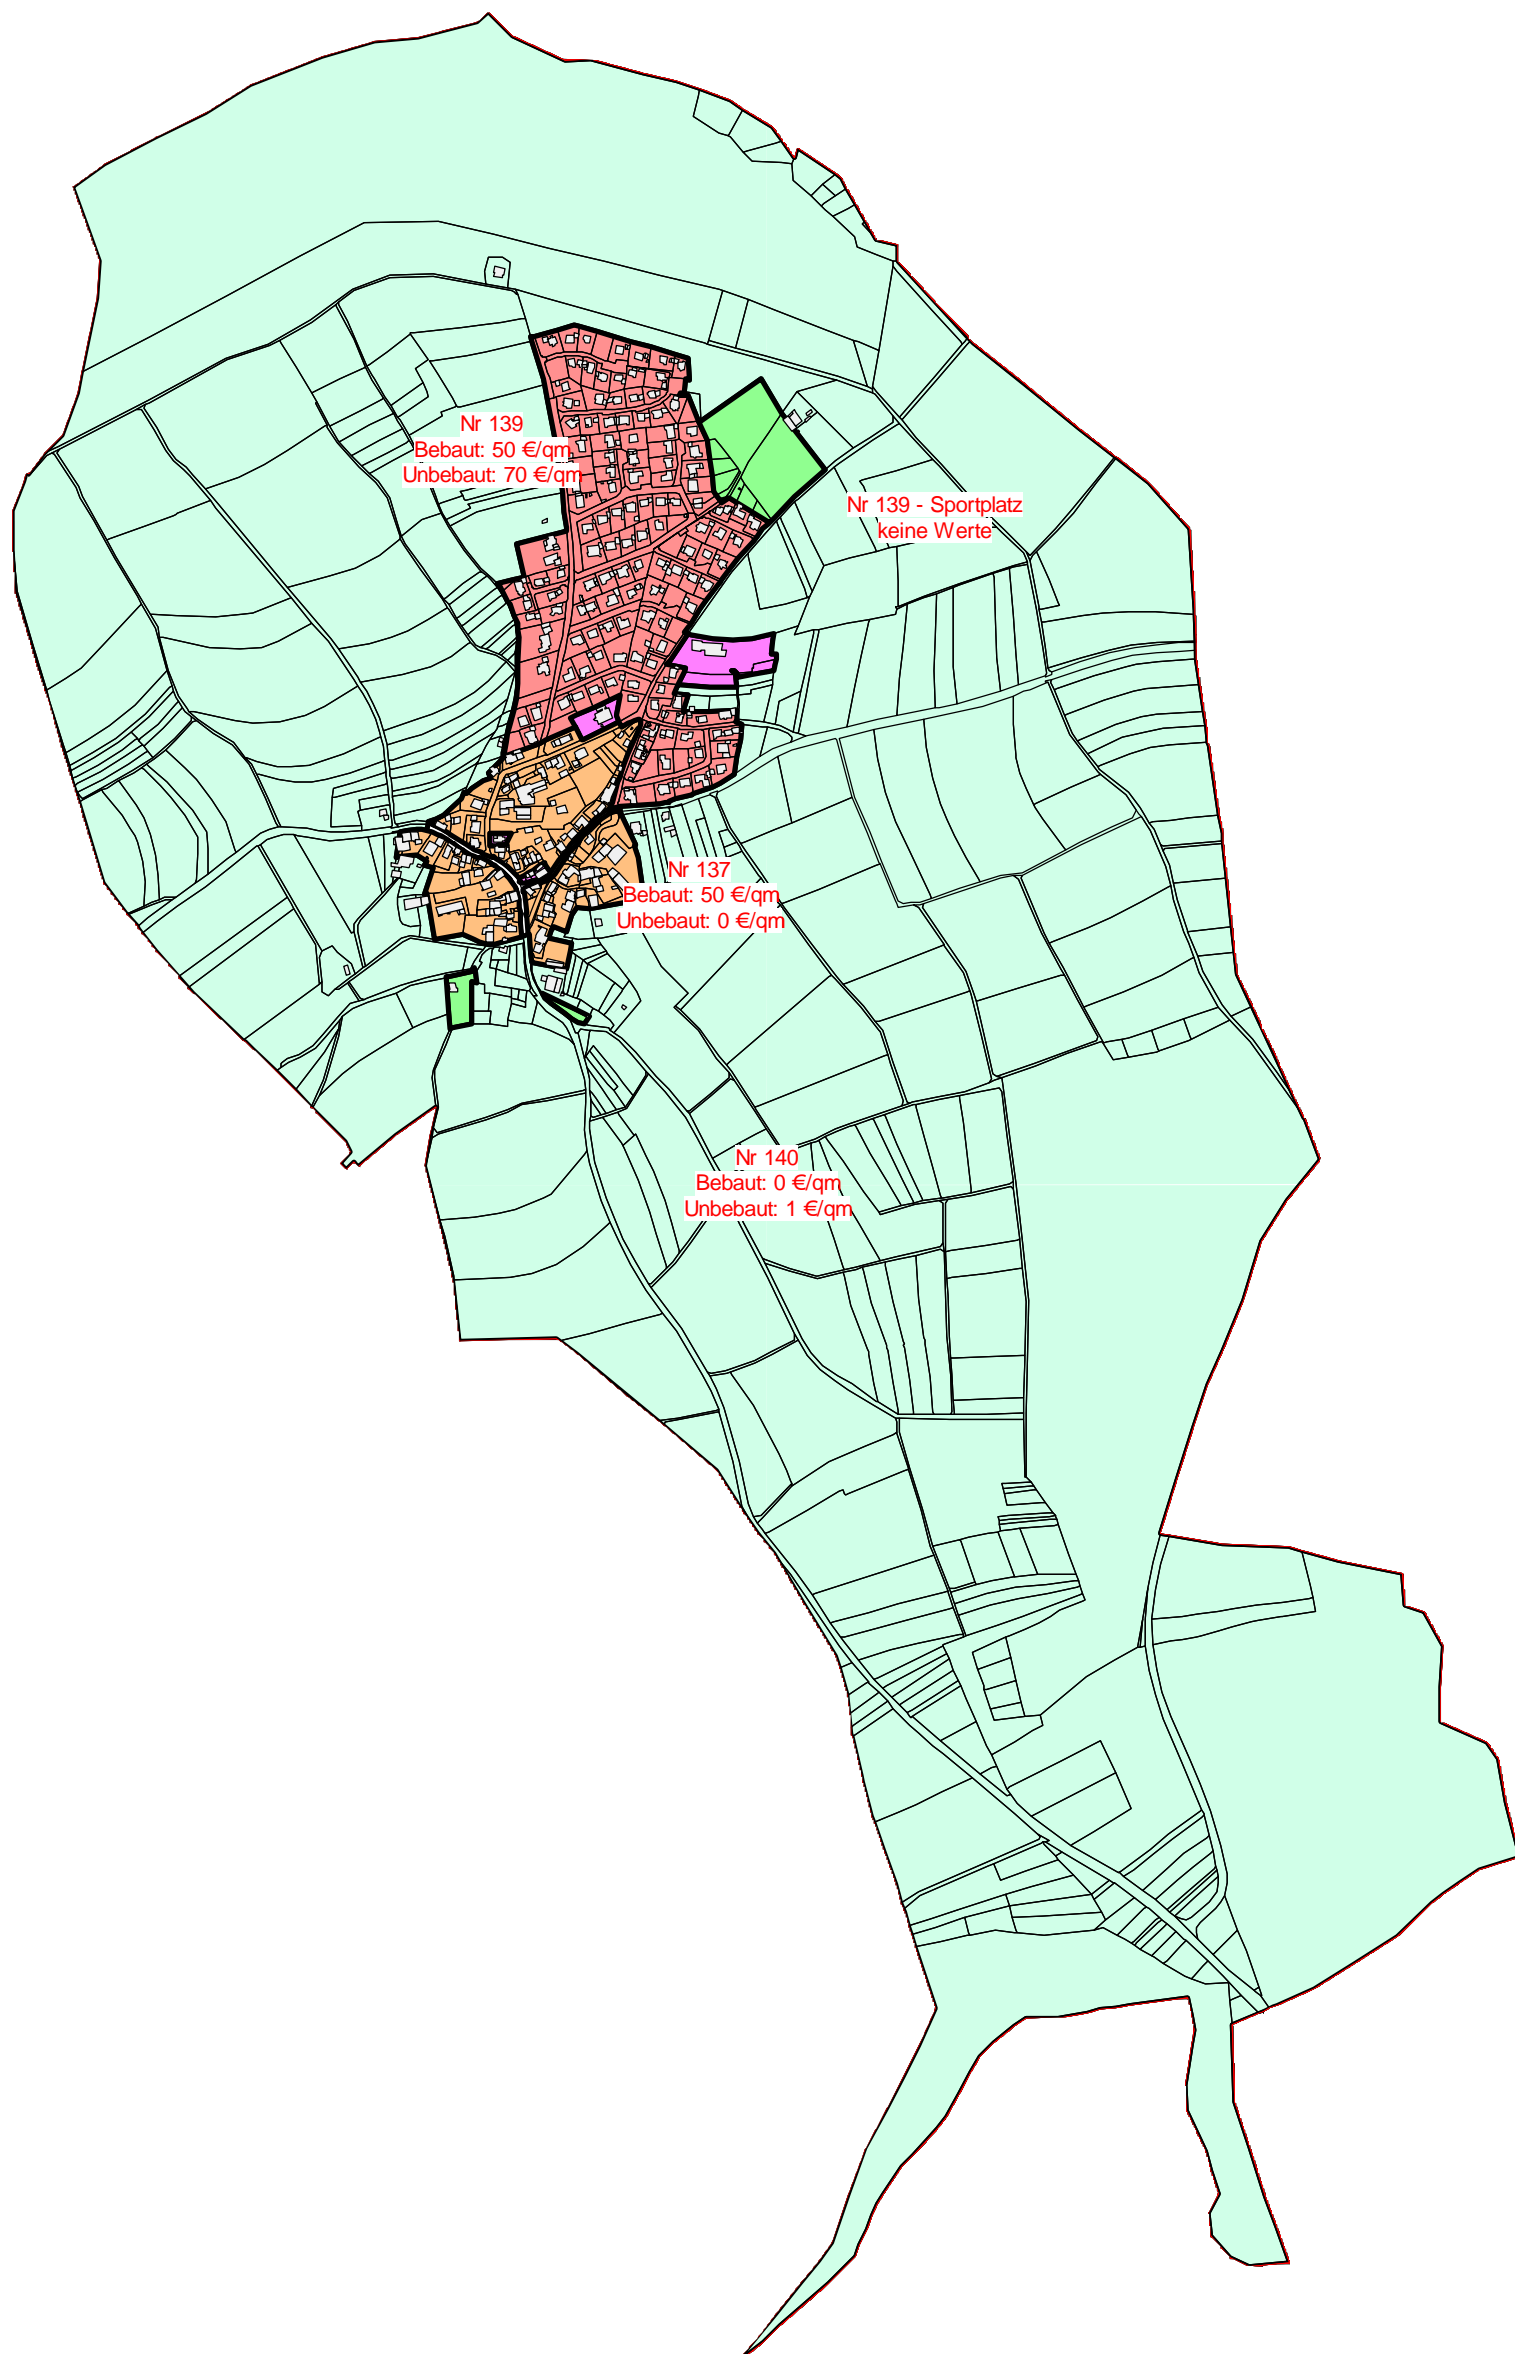 Nr 139
Bebaut: 50 €/qm
Unbebaut: 70 €/qm
Nr 139 - Sportplatz
keine Werte
Nr 137
Bebaut: 50 €/qm
Unbebaut: 0 €/qm
Nr 140
Bebaut: 0 €/qm
Unbebaut: 1 €/qm